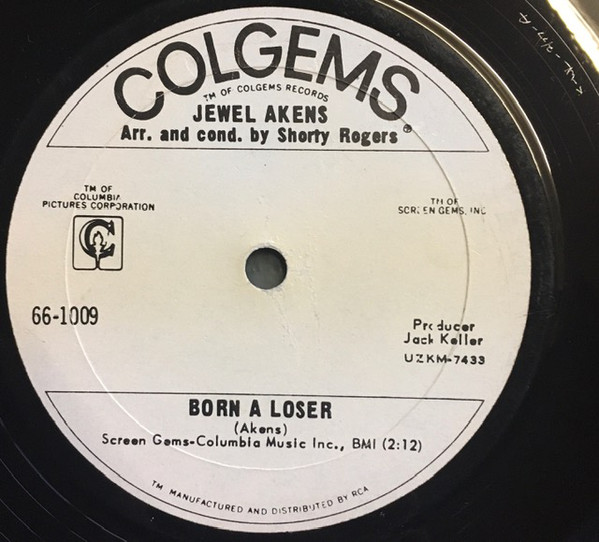 COLGEMS®
TM OF COLGEMS RECORDS
JEWEL AKENS
Arr. and cond. by Shorty Rogers
TM OF
COLUMBIA
PICTURES CORPORATION
TM OF
SCREEN GEMS, INC
C
66-1009
Producer
Jack Keller
UZKM-7433
BORN A LOSER
(Akens)
Screen Gems-Columbia Music Inc., BMI (2:12)
TM MANUFACTURED AND DISTRIBUTED BY RCA